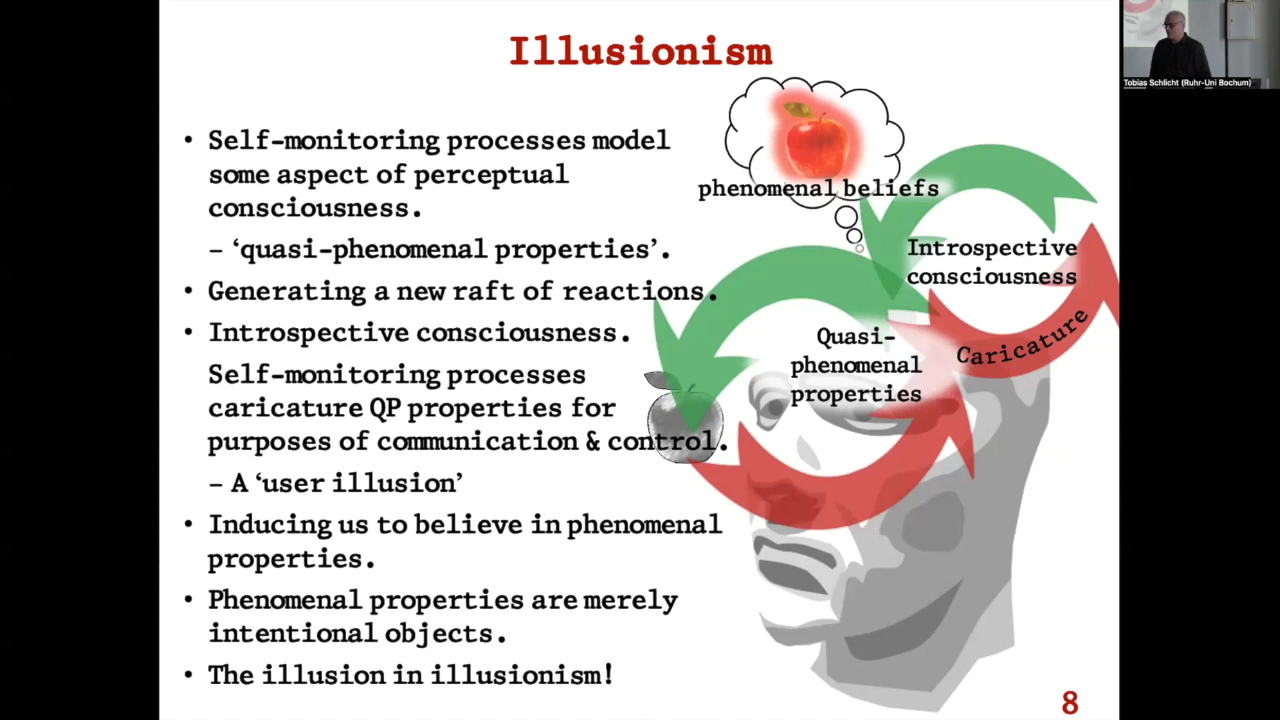 Illusionism
Tobias Schlicht (Ruhr-Uni Bochum)
• Self-monitoring processes model
some aspect of perceptual
consciousness.
– ‘quasi-phenomenal properties’.
• Generating a new raft of reactions.
• Introspective consciousness.
Self-monitoring processes
caricature QP properties for
purposes of communication & control.
– A ‘user illusion’
• Inducing us to believe in phenomenal
properties.
• Phenomenal properties are merely
intentional objects.
• The illusion in illusionism!
phenomenal beliefs
Introspective
consciousness
Caricature
Quasi-
phenomenal
properties
8